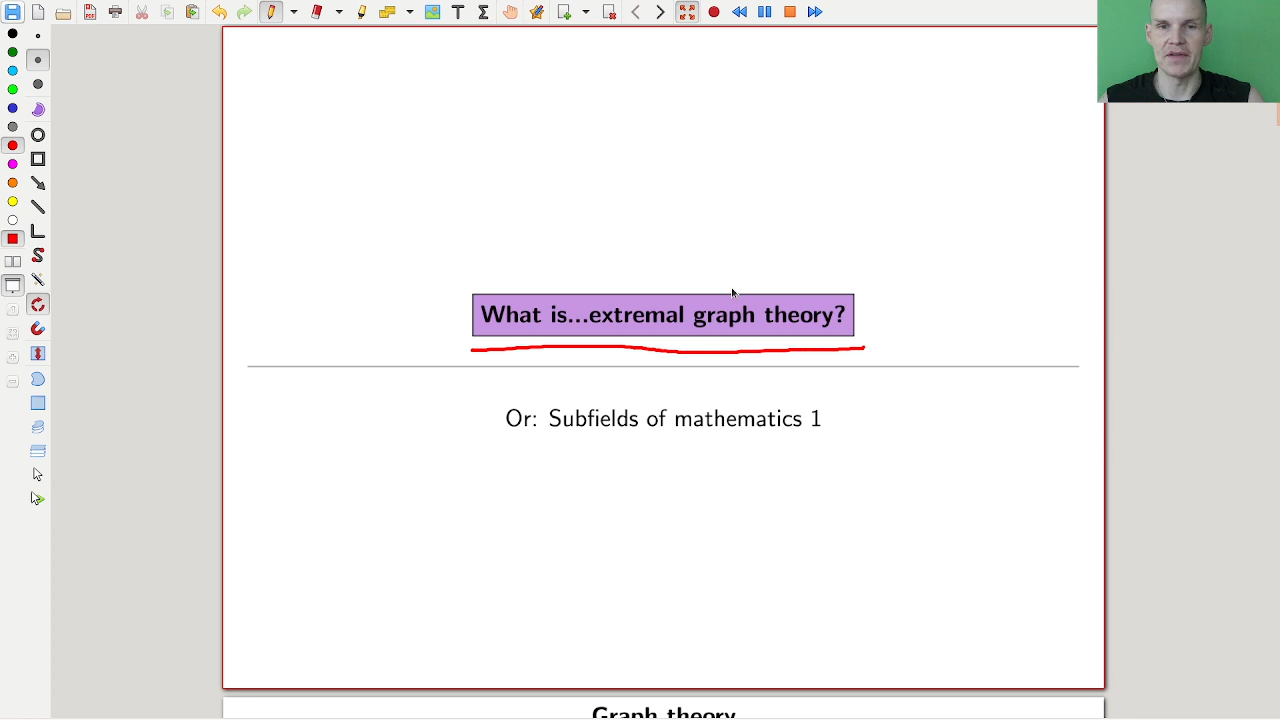 What is...extremal graph theory?
Or: Subfields of mathematics 1
Graph theory